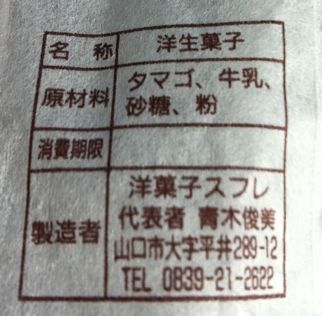 名称 洋生菓子
原材料 タマゴ、牛乳、
砂糖、粉
消費期限
製造者 洋菓子スフレ
代表者 青木俊美
山口市大字平井289-12
TEL 0839-21-2622